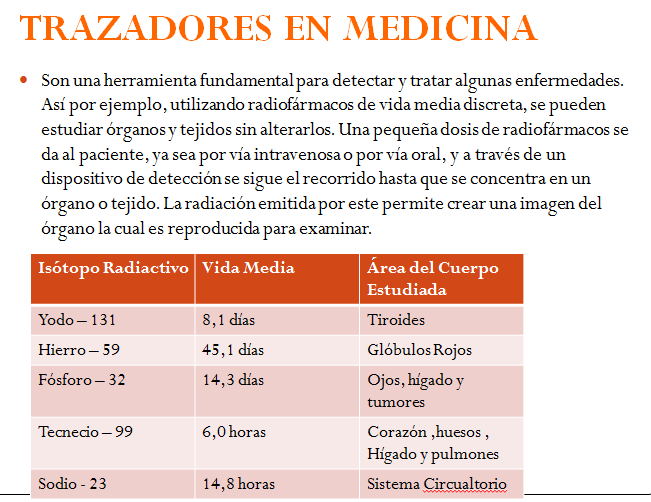 TRAZADORES EN MEDICINA
• Son una herramienta fundamental para detectar y tratar algunas enfermedades.
Así por ejemplo, utilizando radiofármacos de vida media discreta, se pueden
estudiar órganos y tejidos sin alterarlos. Una pequeña dosis de radiofármacos se
da al paciente, ya sea por vía intravenosa o por vía oral, y a través de un
dispositivo de detección se sigue el recorrido hasta que se concentra en un
órgano o tejido. La radiación emitida por este permite crear una imagen del
órgano la cual es reproducida para examinar.
Isótopo Radiactivo Vida Media Área del Cuerpo
Estudiada
Yodo – 131 8,1 días Tiroides
Hierro – 59 45,1 días Glóbulos Rojos
Fósforo – 32 14,3 días Ojos, hígado y
tumores
Tecnecio – 99 6,0 horas Corazón ,huesos ,
Hígado y pulmones
Sodio - 23 14,8 horas Sistema Circualtorio